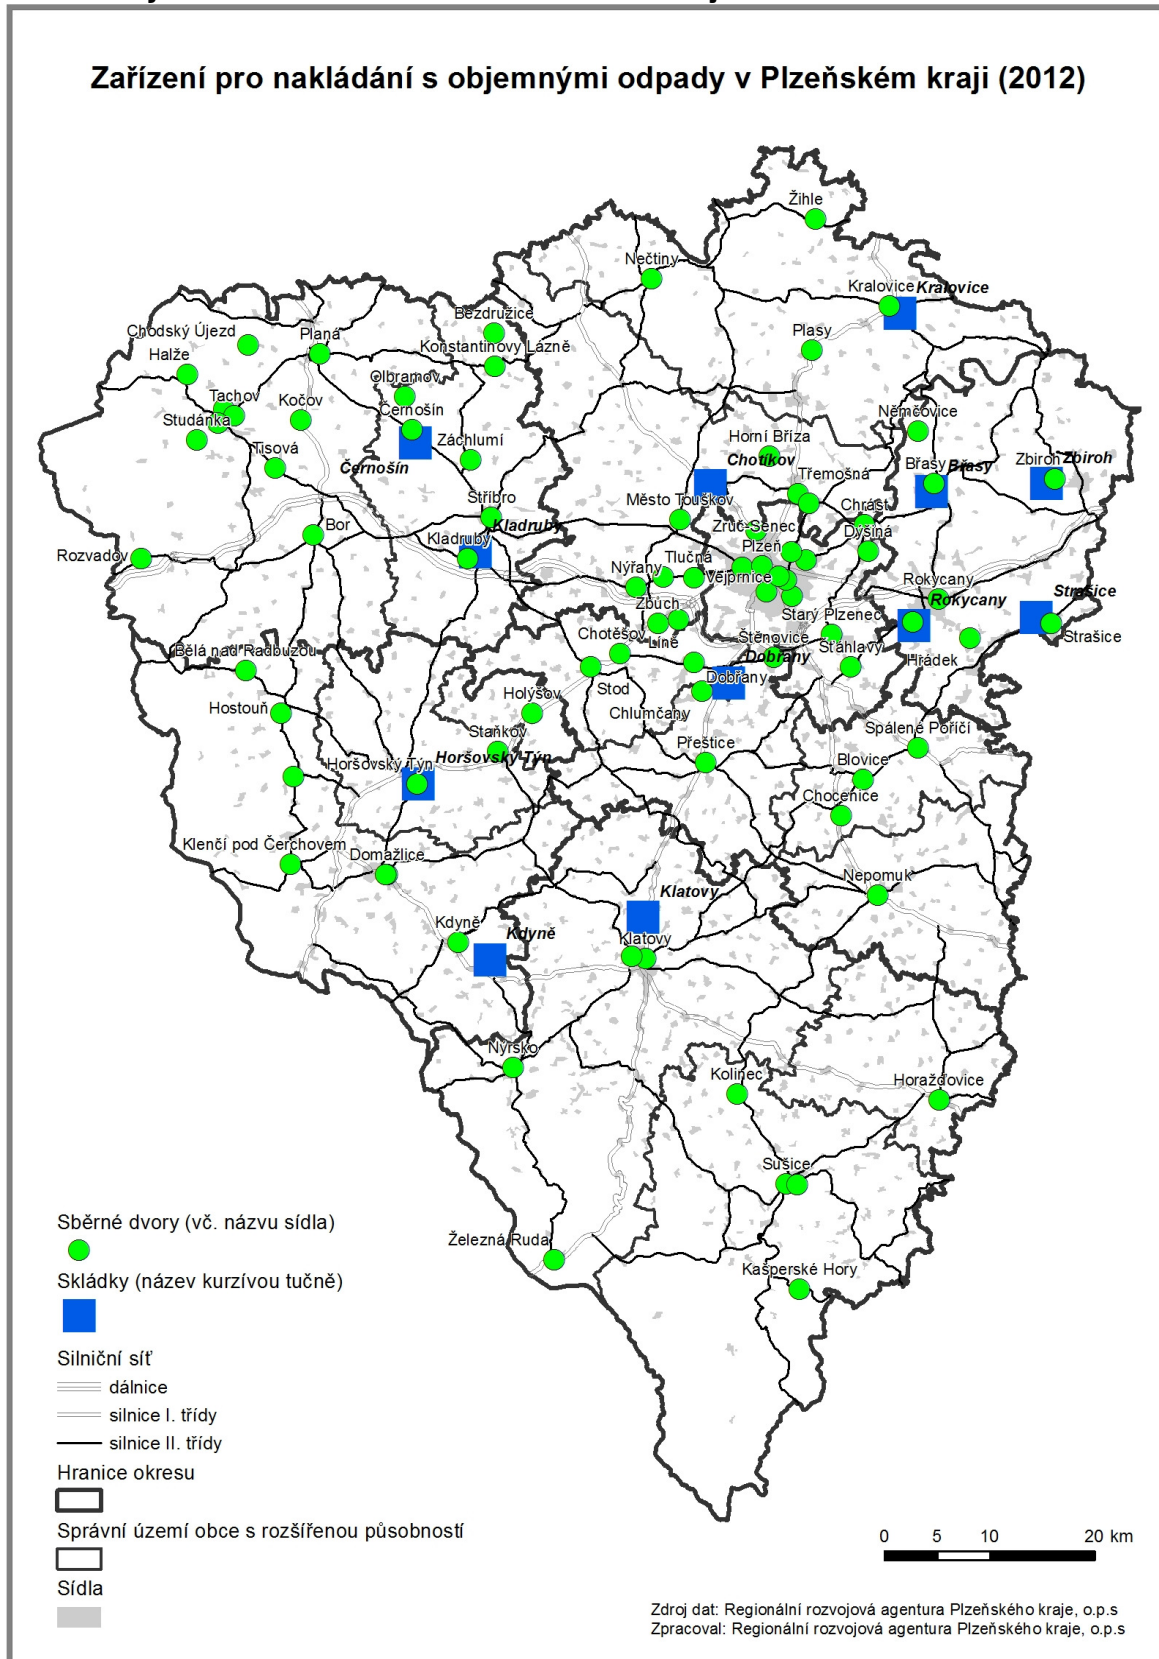 Zařízení pro nakládání s objemnými odpady v Plzeňském kraji (2012)
Žihle
Nečtiny
Kralovice
Kralovice
Bezdružice
Chodský Újezd
Planá
Plasy
Halže
Konstantinovy Lázně
Olbramov
Tachov
Kočov
Černošín
Studánka
Němčovice
Horní Bříza
Záchlumí
Tisová
Černošín
Chotíkov
Břasy
Břasy
Zbiroh
Zbiroh
Třemošná
Stříbro
Město Touškov
Chrást
Bor
Kladruby
Zruč-Senec
Kladruby
Dýšina
Plzeň
Rozvadov
Tlučná
Nýřany
Vejprnice
Rokycany
Strašice
Rokycany
Zbůch
Starý Plzenec
Chotěšov
Líně
Štěnovice
Strašice
Bělá nad Radbuzou
Dobřany
Šťáhlavy
Hrádek
Dobřany
Stod
Holýšov
Hostouň
Chlumčany
Staňkov
Spálené Poříčí
Přeštice
Horšovský Týn
Horšovský Týn
Blovice
Chocenice
Klenčí pod Čerchovem
Domažlice
Nepomuk
Klatovy
Kdyně
Kdyně
Klatovy
Nýrsko
Kolinec
Horažďovice
Sušice
Železná Ruda
Kašperské Hory
Sběrné dvory (vč. názvu sídla)
Skládky (název kurzívou tučně)
Silniční síť
dálnice
silnice I. třídy
silnice II. třídy
Hranice okresu
Správní území obce s rozšířenou působností
Sídla
0 5 10 20 km
Zdroj dat: Regionální rozvojová agentura Plzeňského kraje, o.p.s
Zpracoval: Regionální rozvojová agentura Plzeňského kraje, o.p.s